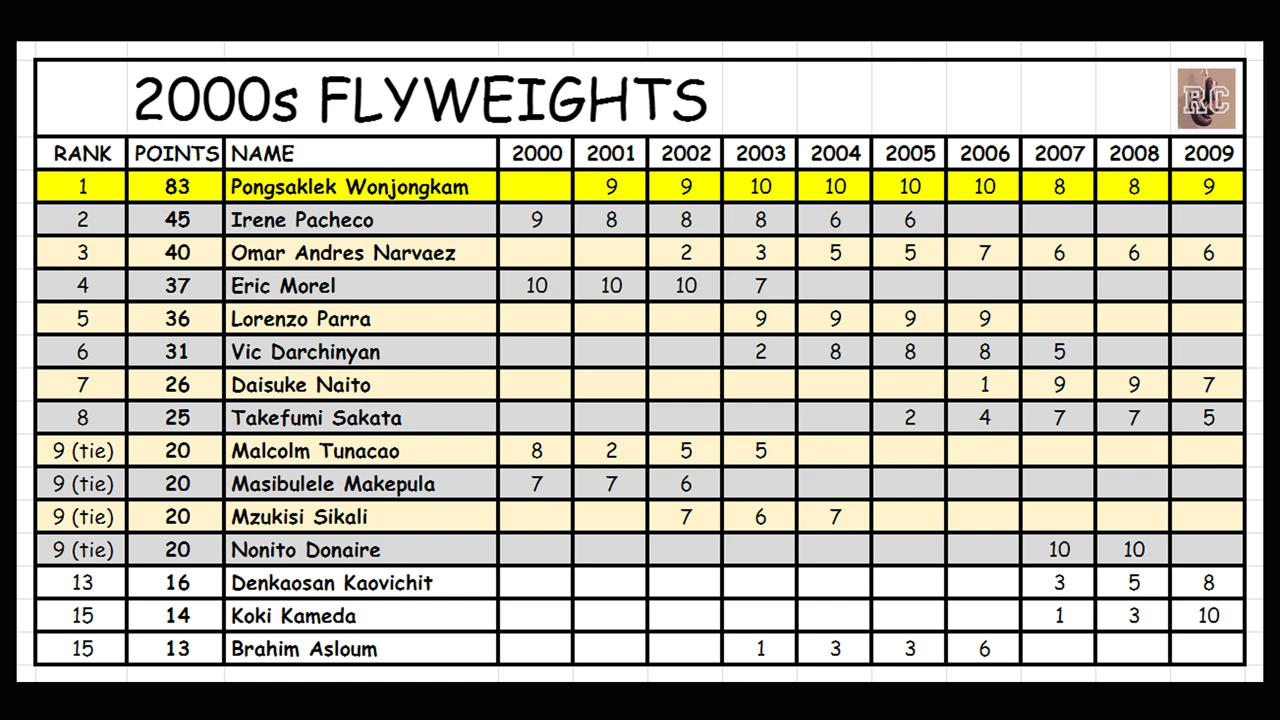 2000s FLYWEIGHTS RC
RANK POINTS NAME 2000 2001 2002 2003 2004 2005 2006 2007 2008 2009
1 83 Pongsaklek Wonjongkam 9 9 10 10 10 10 8 8 9
2 45 Irene Pacheco 9 8 8 8 6 6
3 40 Omar Andres Narvaez 2 3 5 5 7 6 6 6
4 37 Eric Morel 10 10 10 7
5 36 Lorenzo Parra 9 9 9 9
6 31 Vic Darchinyan 2 8 8 8 5
7 26 Daisuke Naito 1 9 9 7
8 25 Takefumi Sakata 2 4 7 7 5
9 (tie) 20 Malcolm Tunacao 8 2 5 5
9 (tie) 20 Masibulele Makepula 7 7 6
9 (tie) 20 Mzukisi Sikali 7 6 7
9 (tie) 20 Nonito Donaire 10 10
13 16 Denkaosan Kaovichit 3 5 8
15 14 Koki Kameda 1 3 10
15 13 Brahim Asloum 1 3 3 6